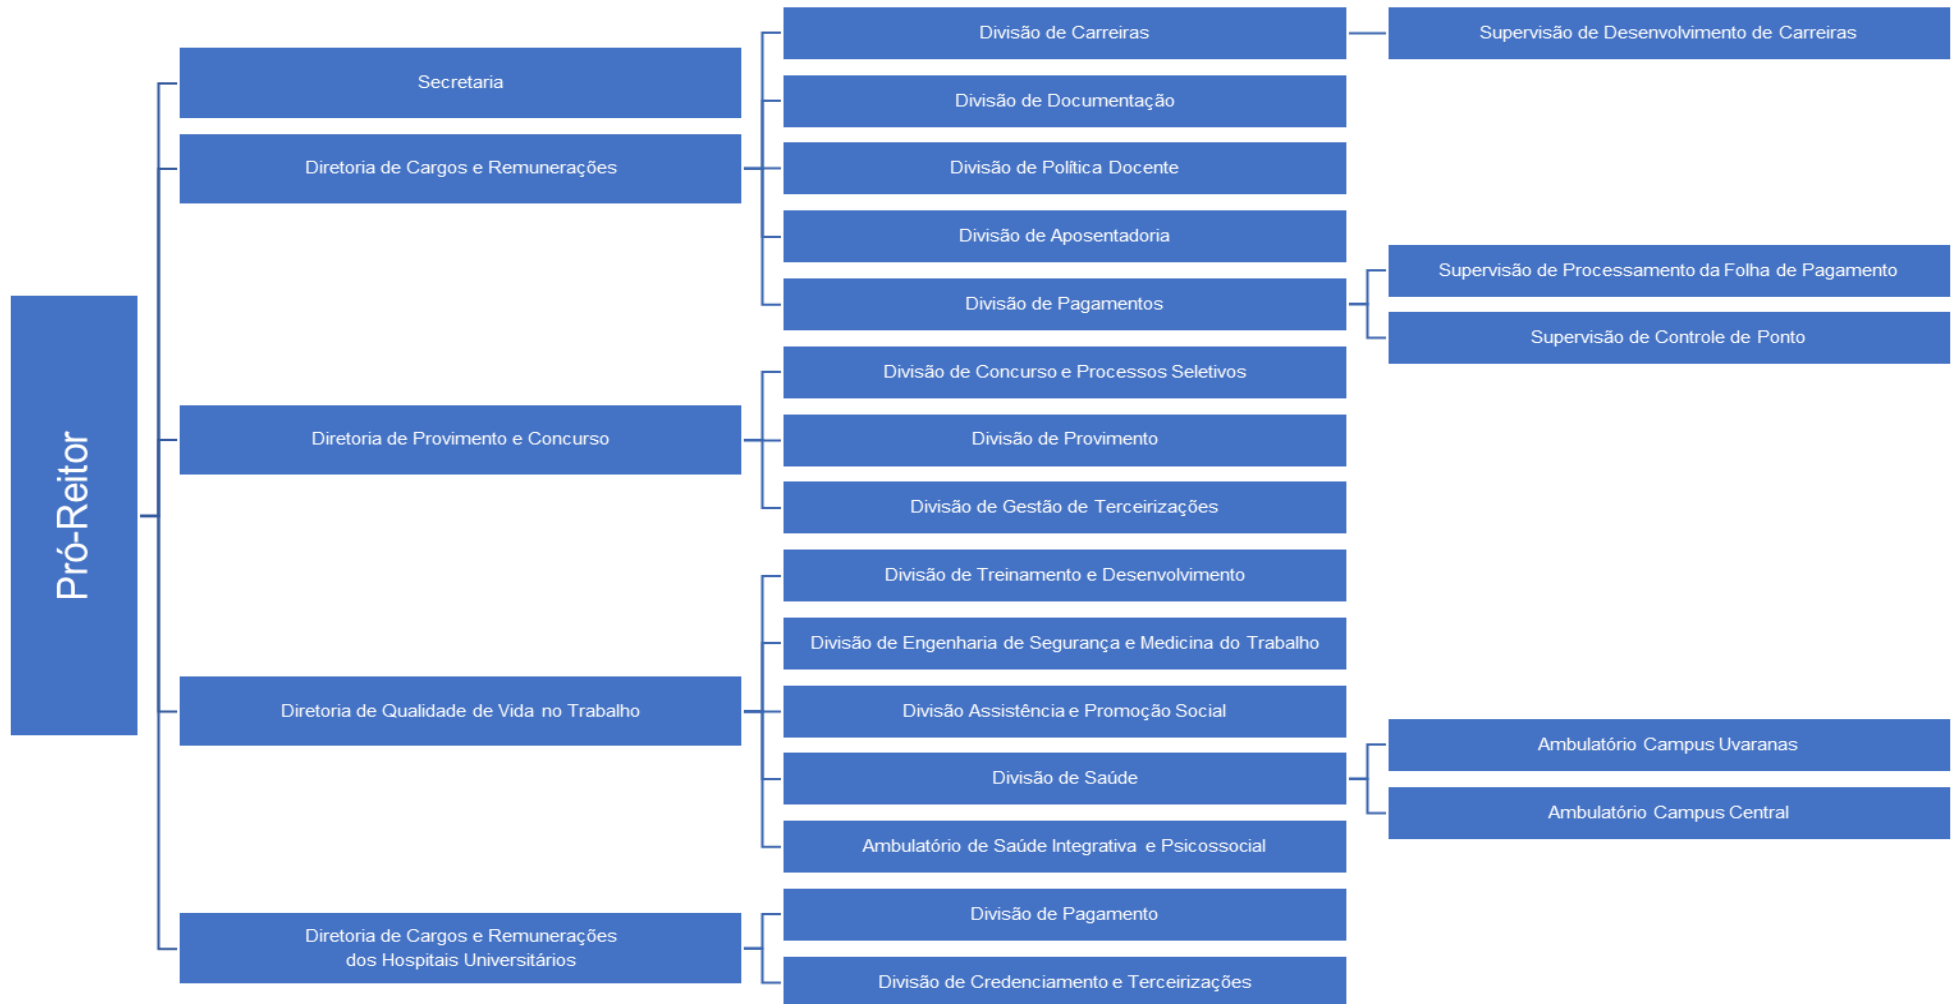 Pró-Reitor
Secretaria
Diretoria de Cargos e Remunerações
Divisão de Carreiras
Supervisão de Desenvolvimento de Carreiras
Divisão de Documentação
Divisão de Política Docente
Divisão de Aposentadoria
Divisão de Pagamentos
Supervisão de Processamento da Folha de Pagamento
Supervisão de Controle de Ponto
Diretoria de Provimento e Concurso
Divisão de Concurso e Processos Seletivos
Divisão de Provimento
Divisão de Gestão de Terceirizações
Diretoria de Qualidade de Vida no Trabalho
Divisão de Treinamento e Desenvolvimento
Divisão de Engenharia de Segurança e Medicina do Trabalho
Divisão Assistência e Promoção Social
Divisão de Saúde
Ambulatório Campus Uvaranas
Ambulatório Campus Central
Ambulatório de Saúde Integrativa e Psicossocial
Diretoria de Cargos e Remunerações
dos Hospitais Universitários
Divisão de Pagamento
Divisão de Credenciamento e Terceirizações